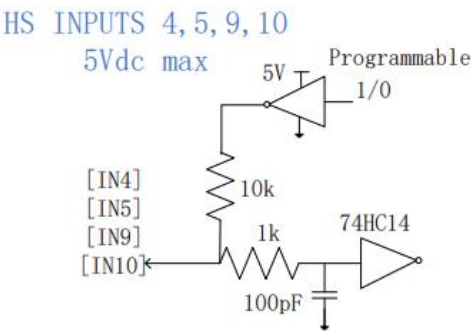 HS INPUTS 4,5,9,10
5Vdc max
Programmable
5V
1/0
[IN4]
[IN5]
[IN9]
[IN10]
10k
1k
74HC14
100pF